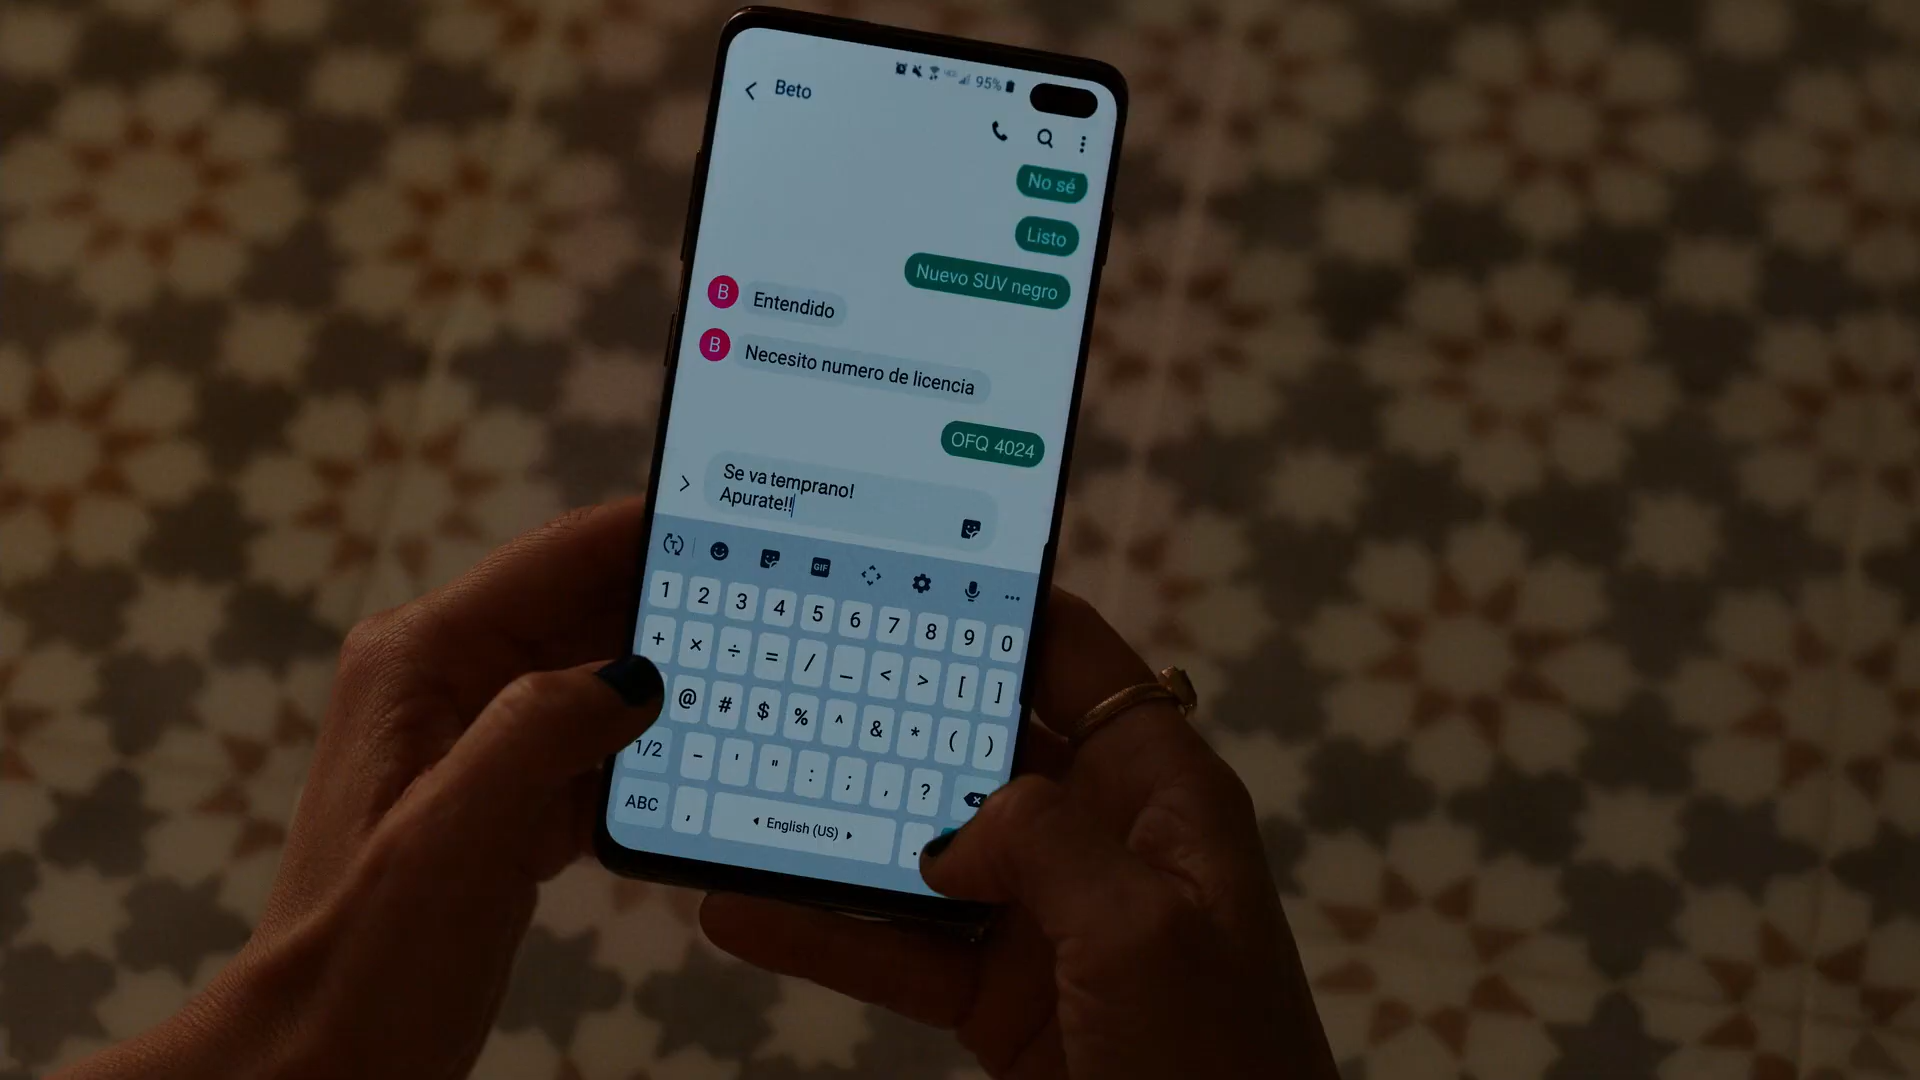 95%
Beto
No sé
Listo
Nuevo SUV negro
B
Entendido
B
Necesito numero de licencia
OFQ 4024
Se va temprano!
Apurate!!
GIF
1 2 3 4 5 6 7 8 9 0
+ × ÷ = / _ < > [ ]
@ # $ % ^ & * ( )
1/2 - ' " : ; , ?
ABC , English (US) .